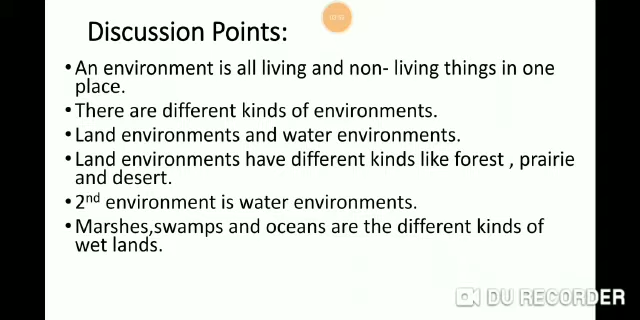 Discussion Points:
• An environment is all living and non- living things in one
place.
• There are different kinds of environments.
• Land environments and water environments.
• Land environments have different kinds like forest , prairie
and desert.
• 2nd environment is water environments.
• Marshes,swamps and oceans are the different kinds of
wet lands.
DU RECORDER